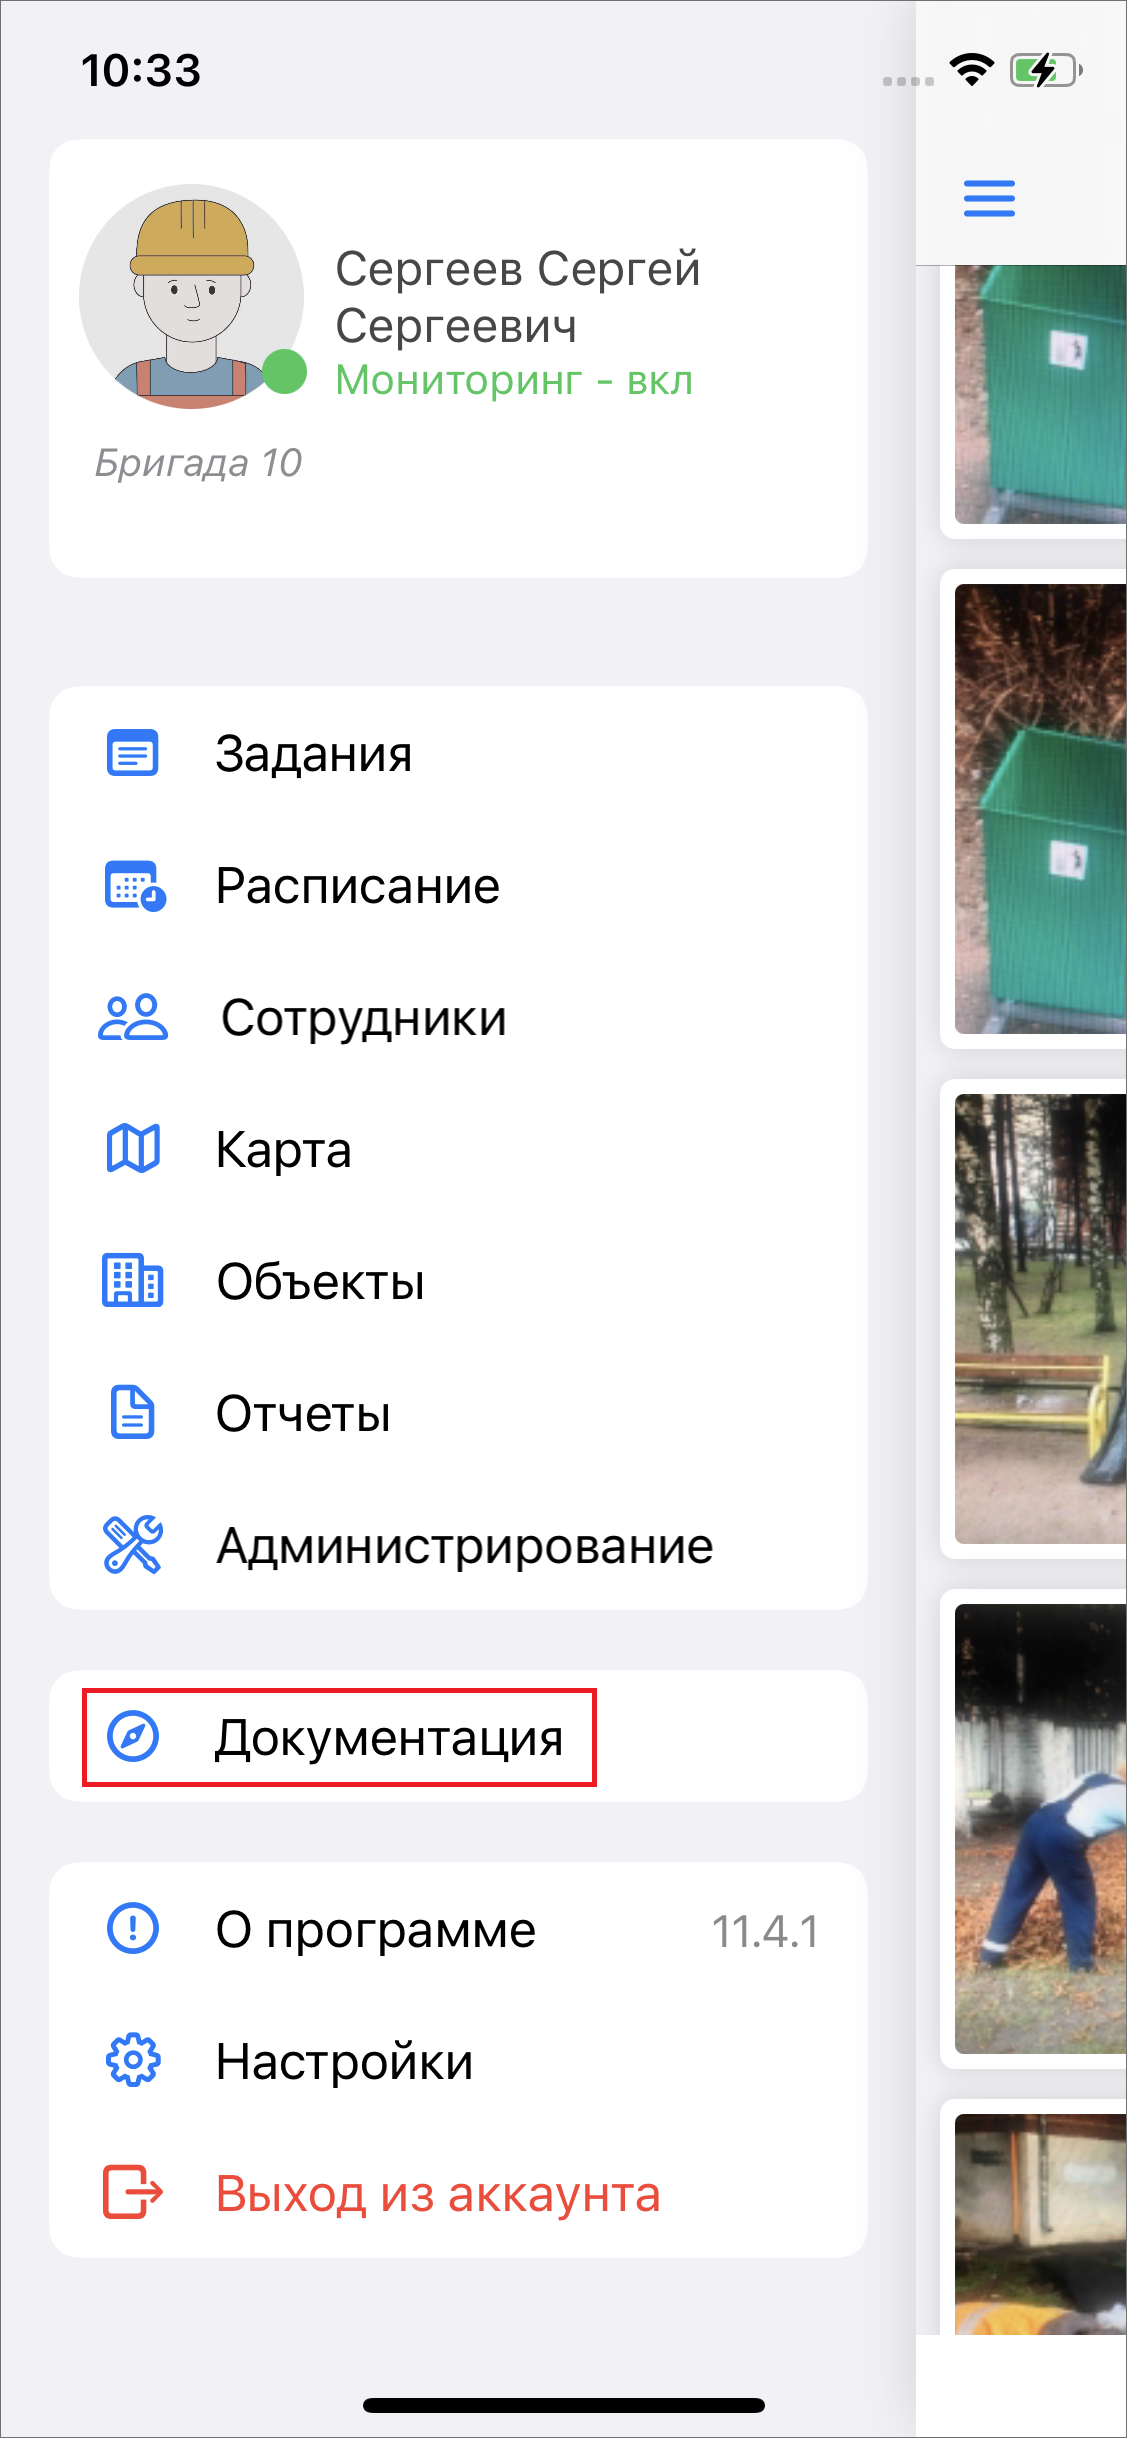 10:33
Сергеев Сергей
Сергеевич
Мониторинг - вкл
Бригада 10
Задания
Расписание
Сотрудники
Карта
Объекты
Отчеты
Администрирование
Документация
О программе 11.4.1
Настройки
Выход из аккаунта